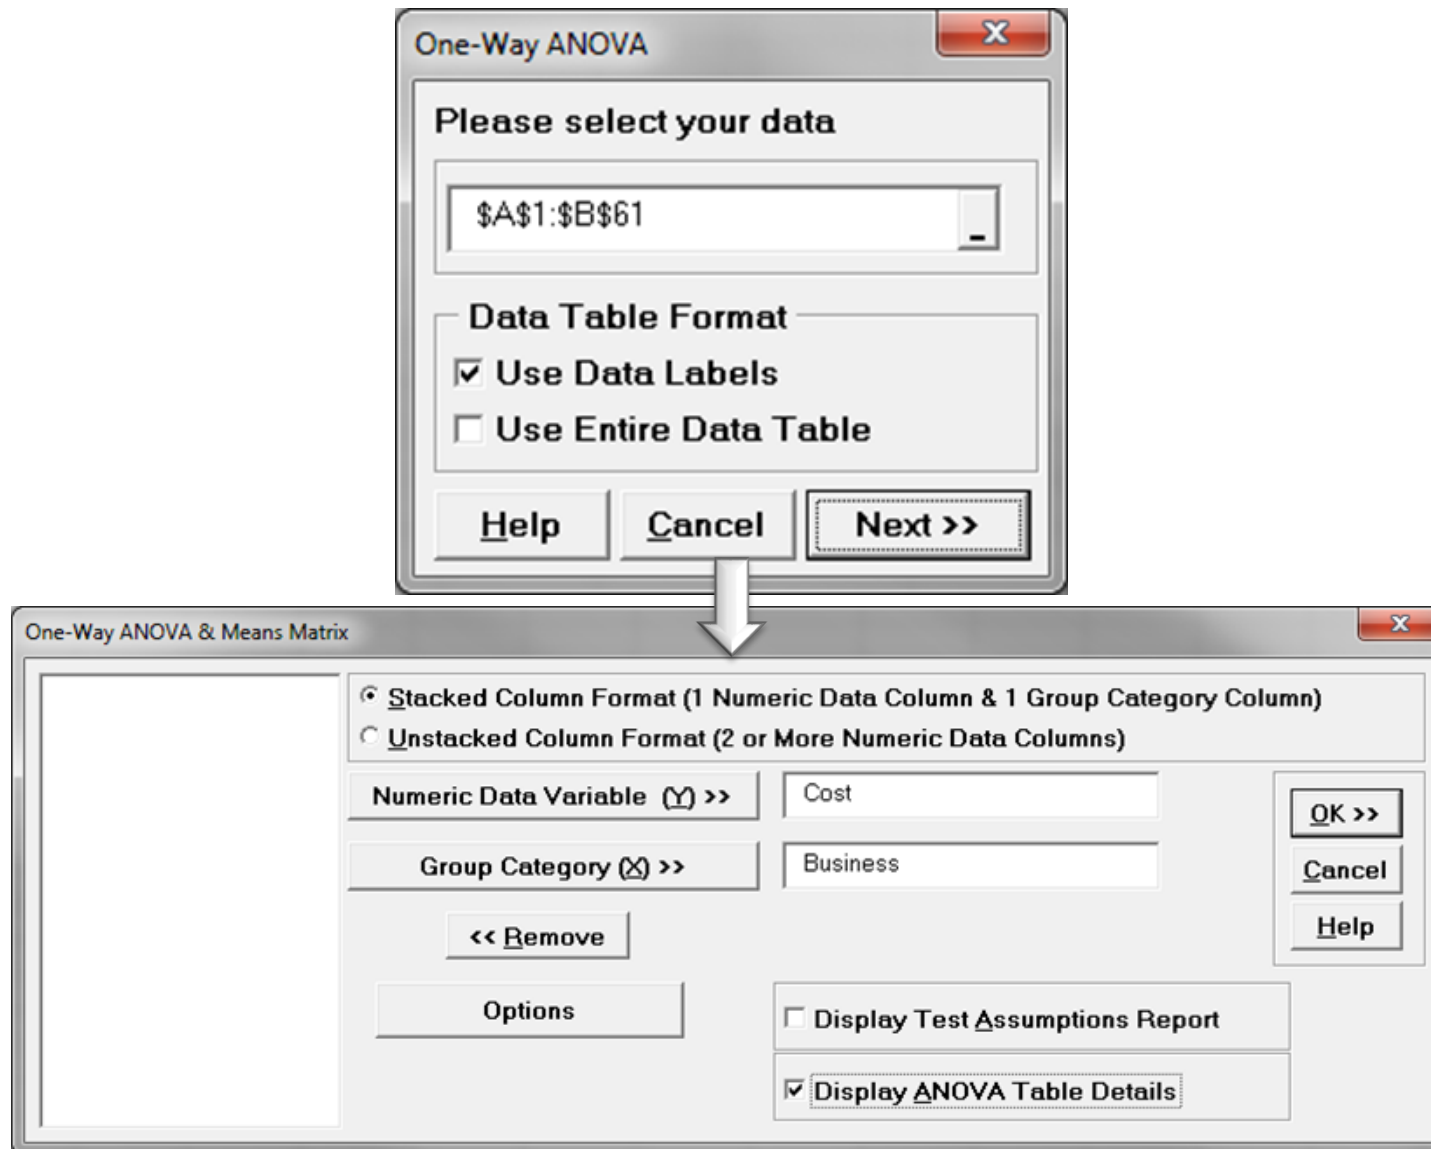 One-Way ANOVA
Please select your data
$A$1:$B$61
Data Table Format
Use Data Labels
Use Entire Data Table
Help Cancel Next >>
One-Way ANOVA & Means Matrix
Stacked Column Format (1 Numeric Data Column & 1 Group Category Column)
Unstacked Column Format (2 or More Numeric Data Columns)
Numeric Data Variable (Y) >> Cost
OK >>
Group Category (X) >> Business
Cancel
<< Remove
Help
Options
Display Test Assumptions Report
Display ANOVA Table Details